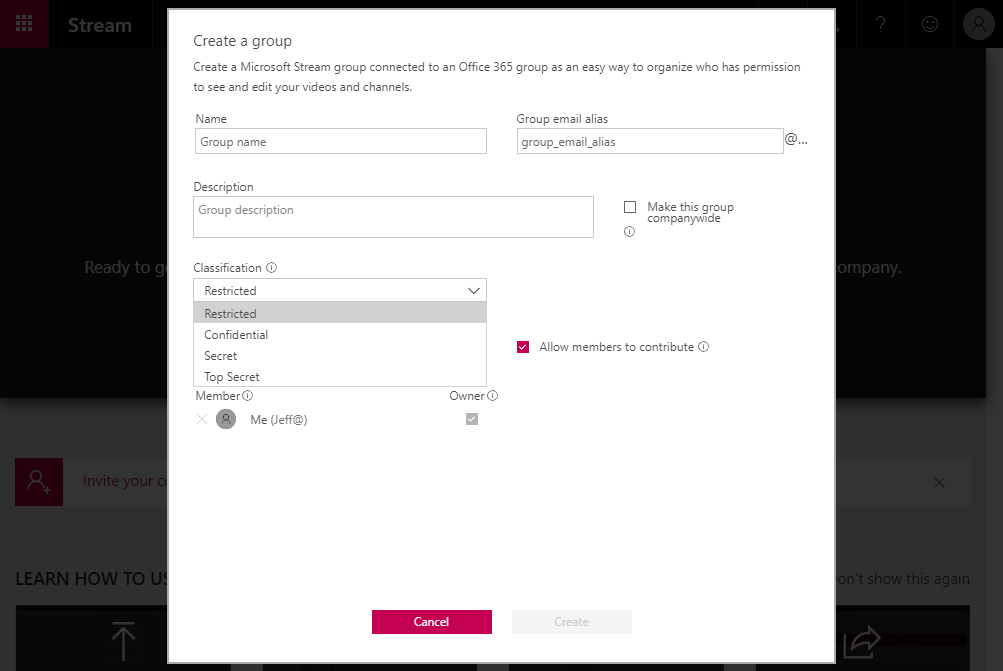 Stream
?
Create a group
Create a Microsoft Stream group connected to an Office 365 group as an easy way to organize who has permission
to see and edit your videos and channels.
Name
Group email alias
Group name
group_email_alias
@...
Description
Group description
Make this group
companywide
Classification
Ready to
ompany.
Restricted
Restricted
Confidential
Secret
Top Secret
Allow members to contribute
Member
Owner
Me (Jeff@)
Invite your
LEARN HOW TO
on't show this again
Cancel
Create